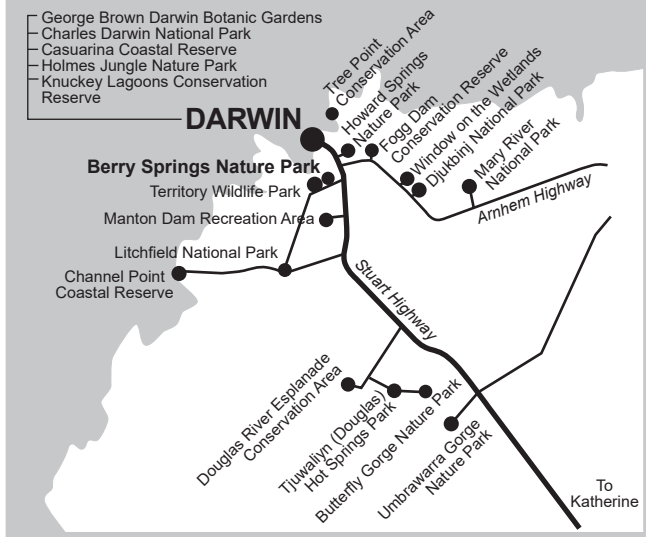 George Brown Darwin Botanic Gardens
Charles Darwin National Park
Casuarina Coastal Reserve
Holmes Jungle Nature Park
Knuckey Lagoons Conservation
Reserve
DARWIN
Tree Point
Conservation Area
Howard Springs
Nature Park
Fogg Dam
Conservation Reserve
Window on the Wetlands
Djukbinj National Park
Mary River
National Park
Berry Springs Nature Park
Territory Wildlife Park
Arnhem Highway
Manton Dam Recreation Area
Litchfield National Park
Channel Point
Coastal Reserve
Stuart Highway
Douglas River Esplanade
Conservation Area
Tjuwaliyn (Douglas)
Hot Springs Park
Butterfly Gorge Nature Park
Umbrawarra Gorge
Nature Park
To
Katherine